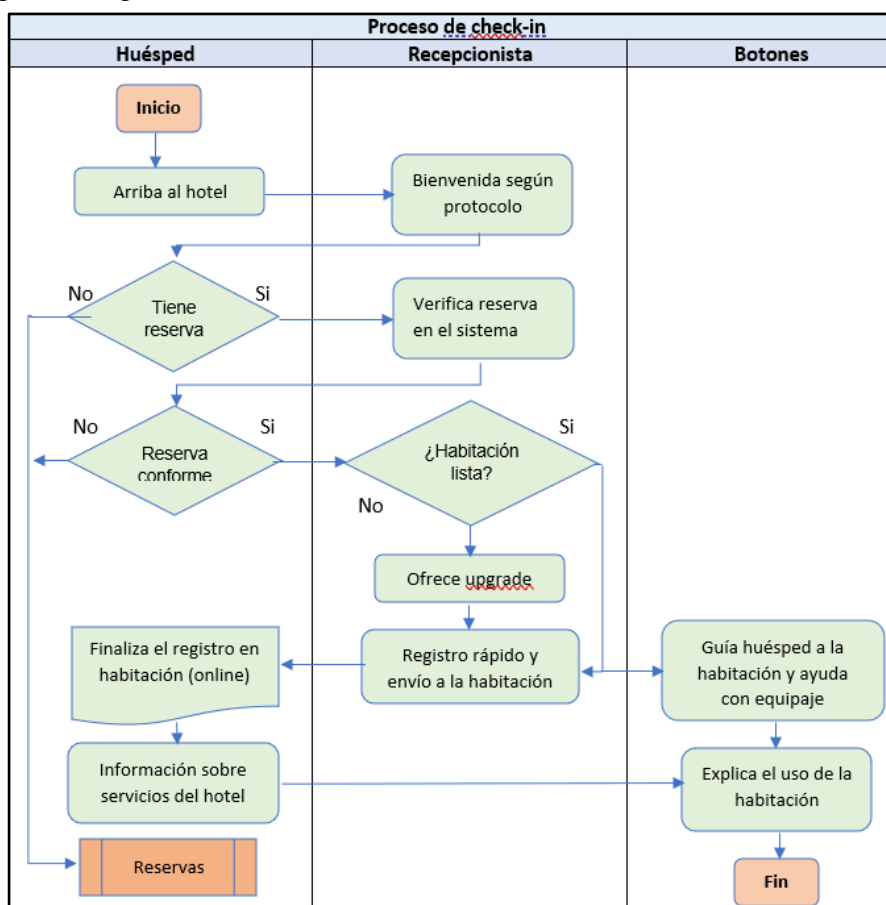 Proceso de check-in
Huésped
Recepcionista
Botones
Inicio
Arriba al hotel
Bienvenida según
protocolo
No
Si
Tiene
reserva
Verifica reserva
en el sistema
No
Si
Reserva
conforme
Si
¿Habitación
lista?
No
Ofrece upgrade
Finaliza el registro en
habitación (online)
Registro rápido y
envío a la habitación
Guía huésped a la
habitación y ayuda
con equipaje
Información sobre
servicios del hotel
Explica el uso de la
habitación
Reservas
Fin